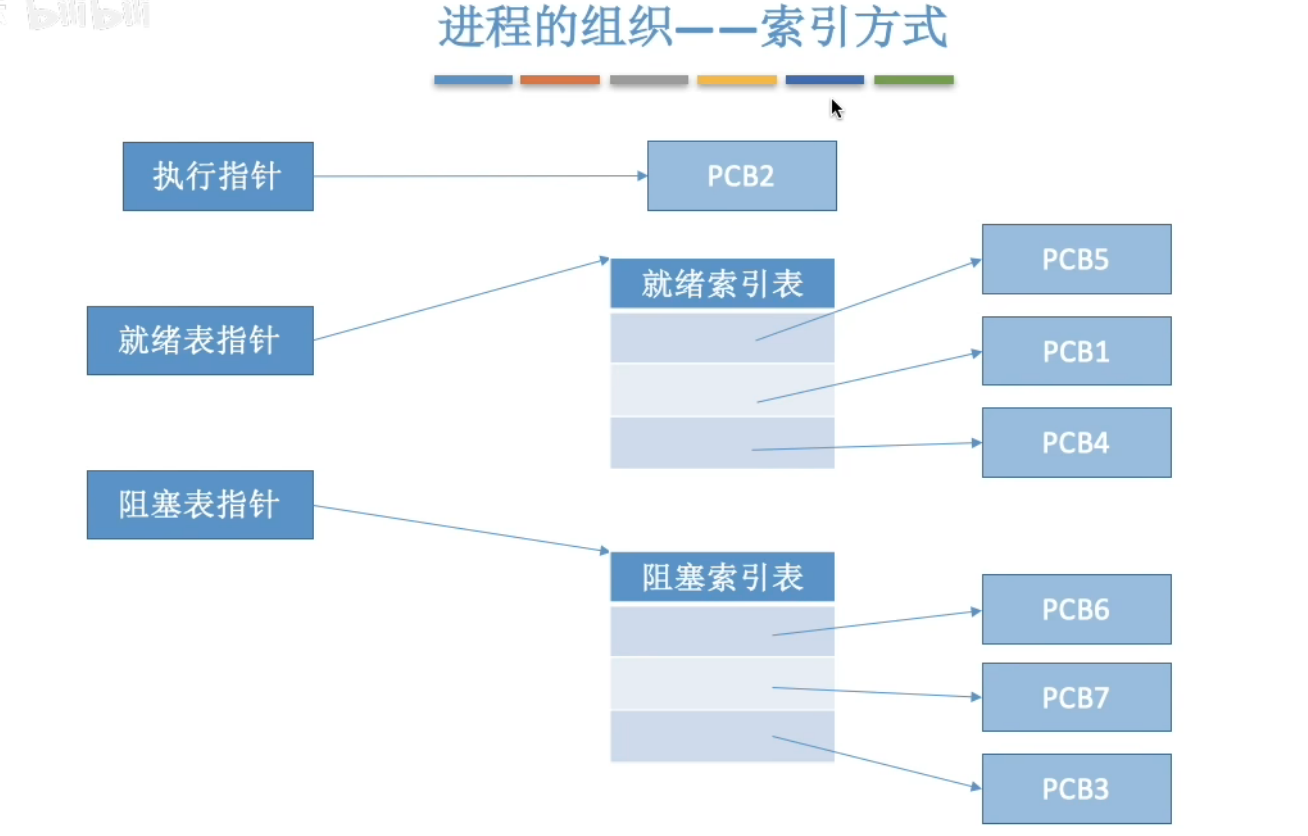 进程的组织——索引方式
执行指针
PCB2
就绪表指针
就绪索引表
PCB5
PCB1
PCB4
阻塞表指针
阻塞索引表
PCB6
PCB7
PCB3